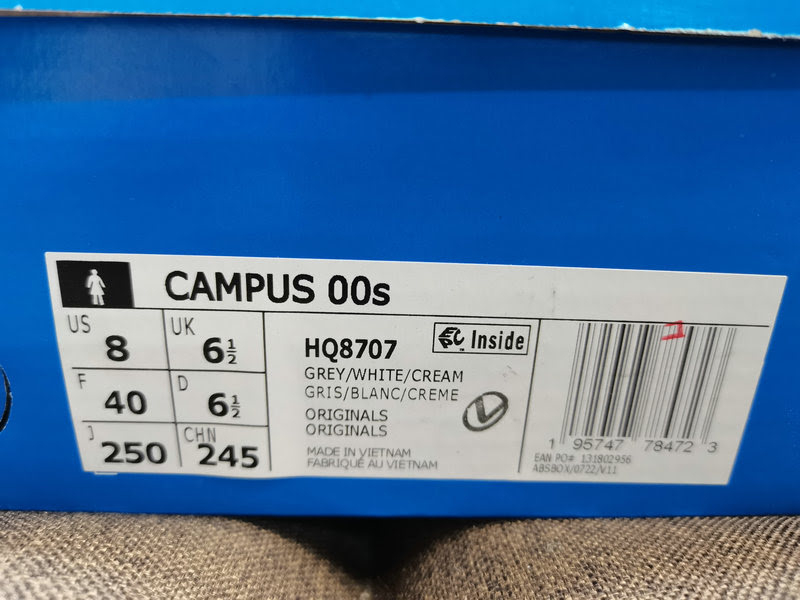 CAMPUS 00s
US 8
UK 6½
F 40
D 6½
J 250
CHN 245
HQ8707
EC Inside
GREY/WHITE/CREAM
GRIS/BLANC/CREME
ORIGINALS
ORIGINALS
MADE IN VIETNAM
FABRIQUÉ AU VIETNAM
V
1 95747 78472 3
EAN PO# 131802956
ABSBOX/0722/V11